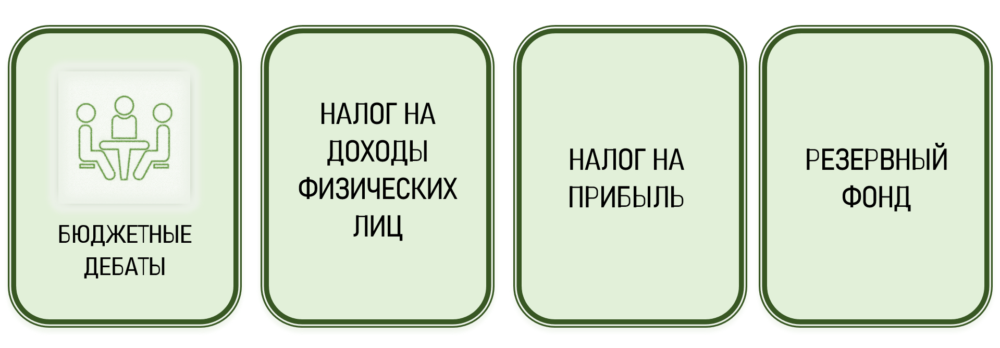 БЮДЖЕТНЫЕ
ДЕБАТЫ
НАЛОГ НА
ДОХОДЫ
ФИЗИЧЕСКИХ
ЛИЦ
НАЛОГ НА
ПРИБЫЛЬ
РЕЗЕРВНЫЙ
ФОНД